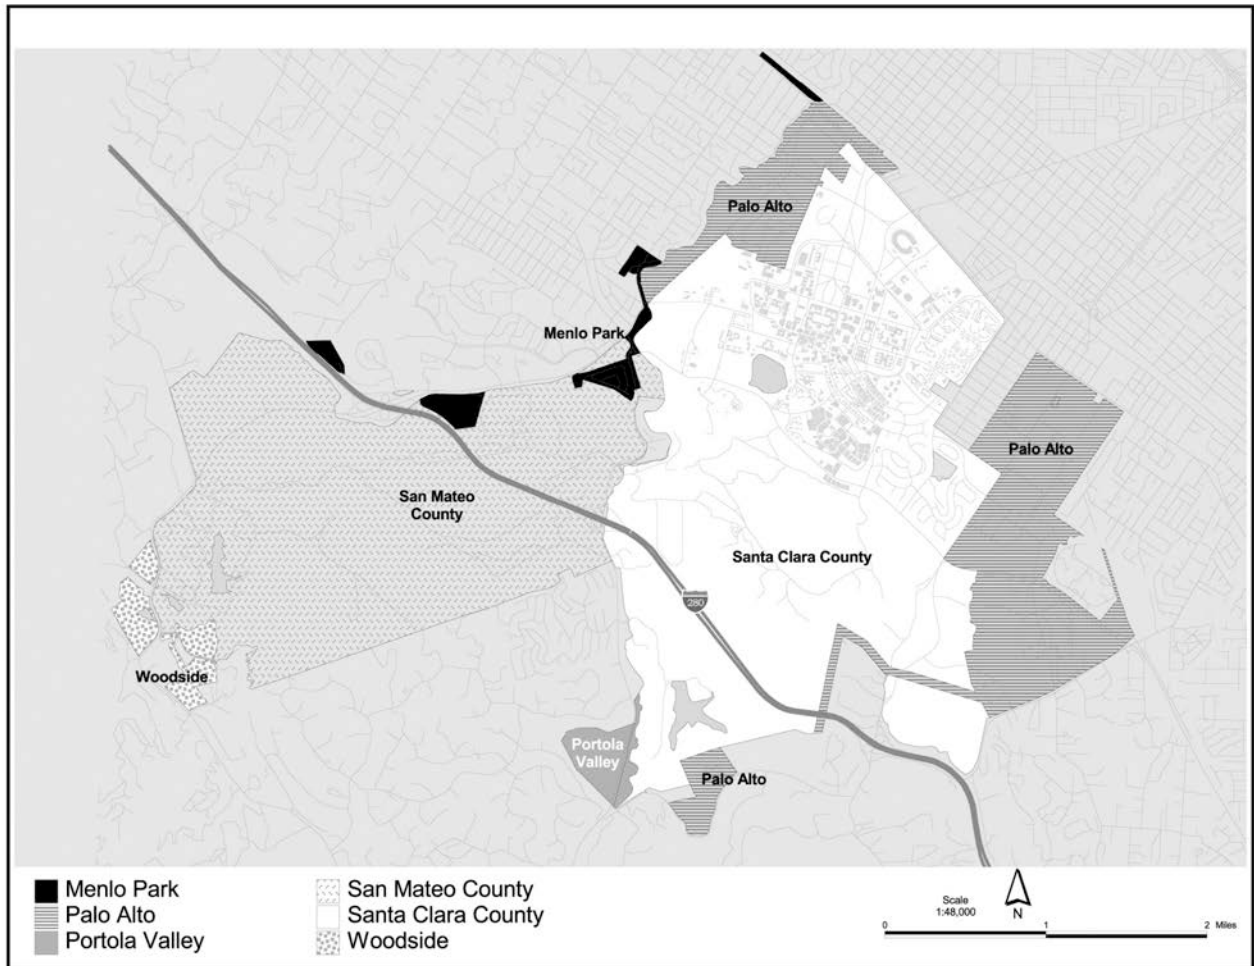 Palo Alto
Menlo Park
Palo Alto
San Mateo
County
Santa Clara County
280
Woodside
Portola
Valley
Palo Alto
Menlo Park
Palo Alto
Portola Valley
San Mateo County
Santa Clara County
Woodside
Scale
1:48,000
N
0 1 2 Miles